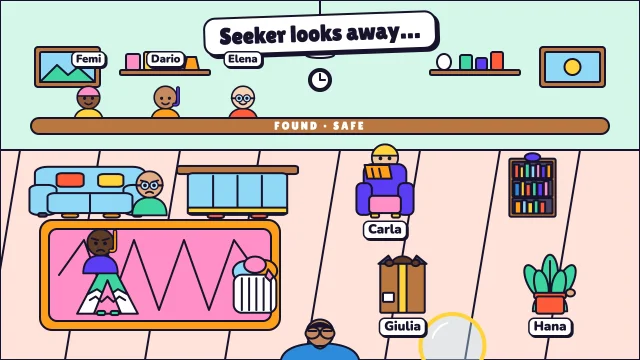 Seeker looks away...
Femi
Dario
Elena
FOUND · SAFE
Carla
Giulia
Hana